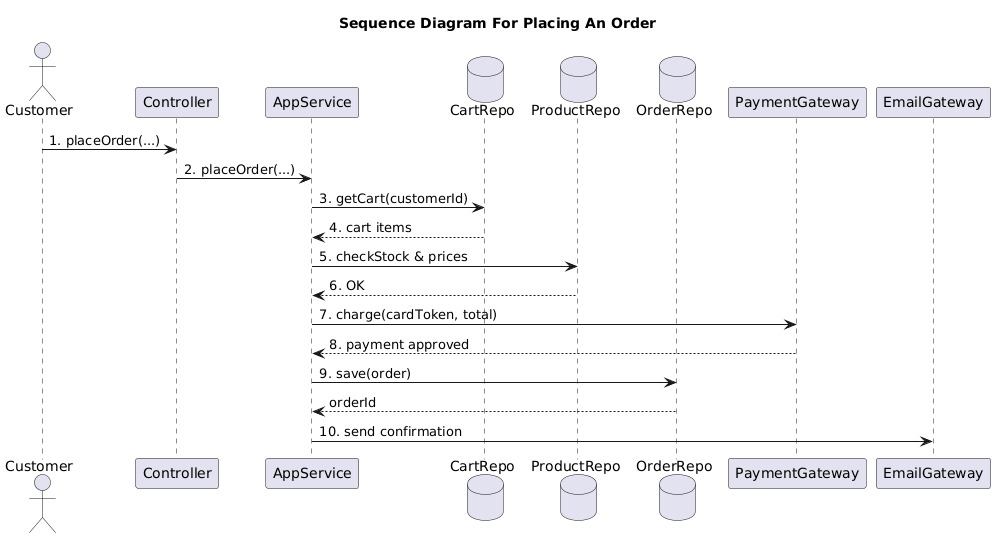 Sequence Diagram For Placing An Order
Customer
Controller
AppService
CartRepo
ProductRepo
OrderRepo
PaymentGateway
EmailGateway
1. placeOrder(...)
2. placeOrder(...)
3. getCart(customerId)
4. cart items
5. checkStock & prices
6. OK
7. charge(cardToken, total)
8. payment approved
9. save(order)
orderId
10. send confirmation
Customer
Controller
AppService
CartRepo
ProductRepo
OrderRepo
PaymentGateway
EmailGateway